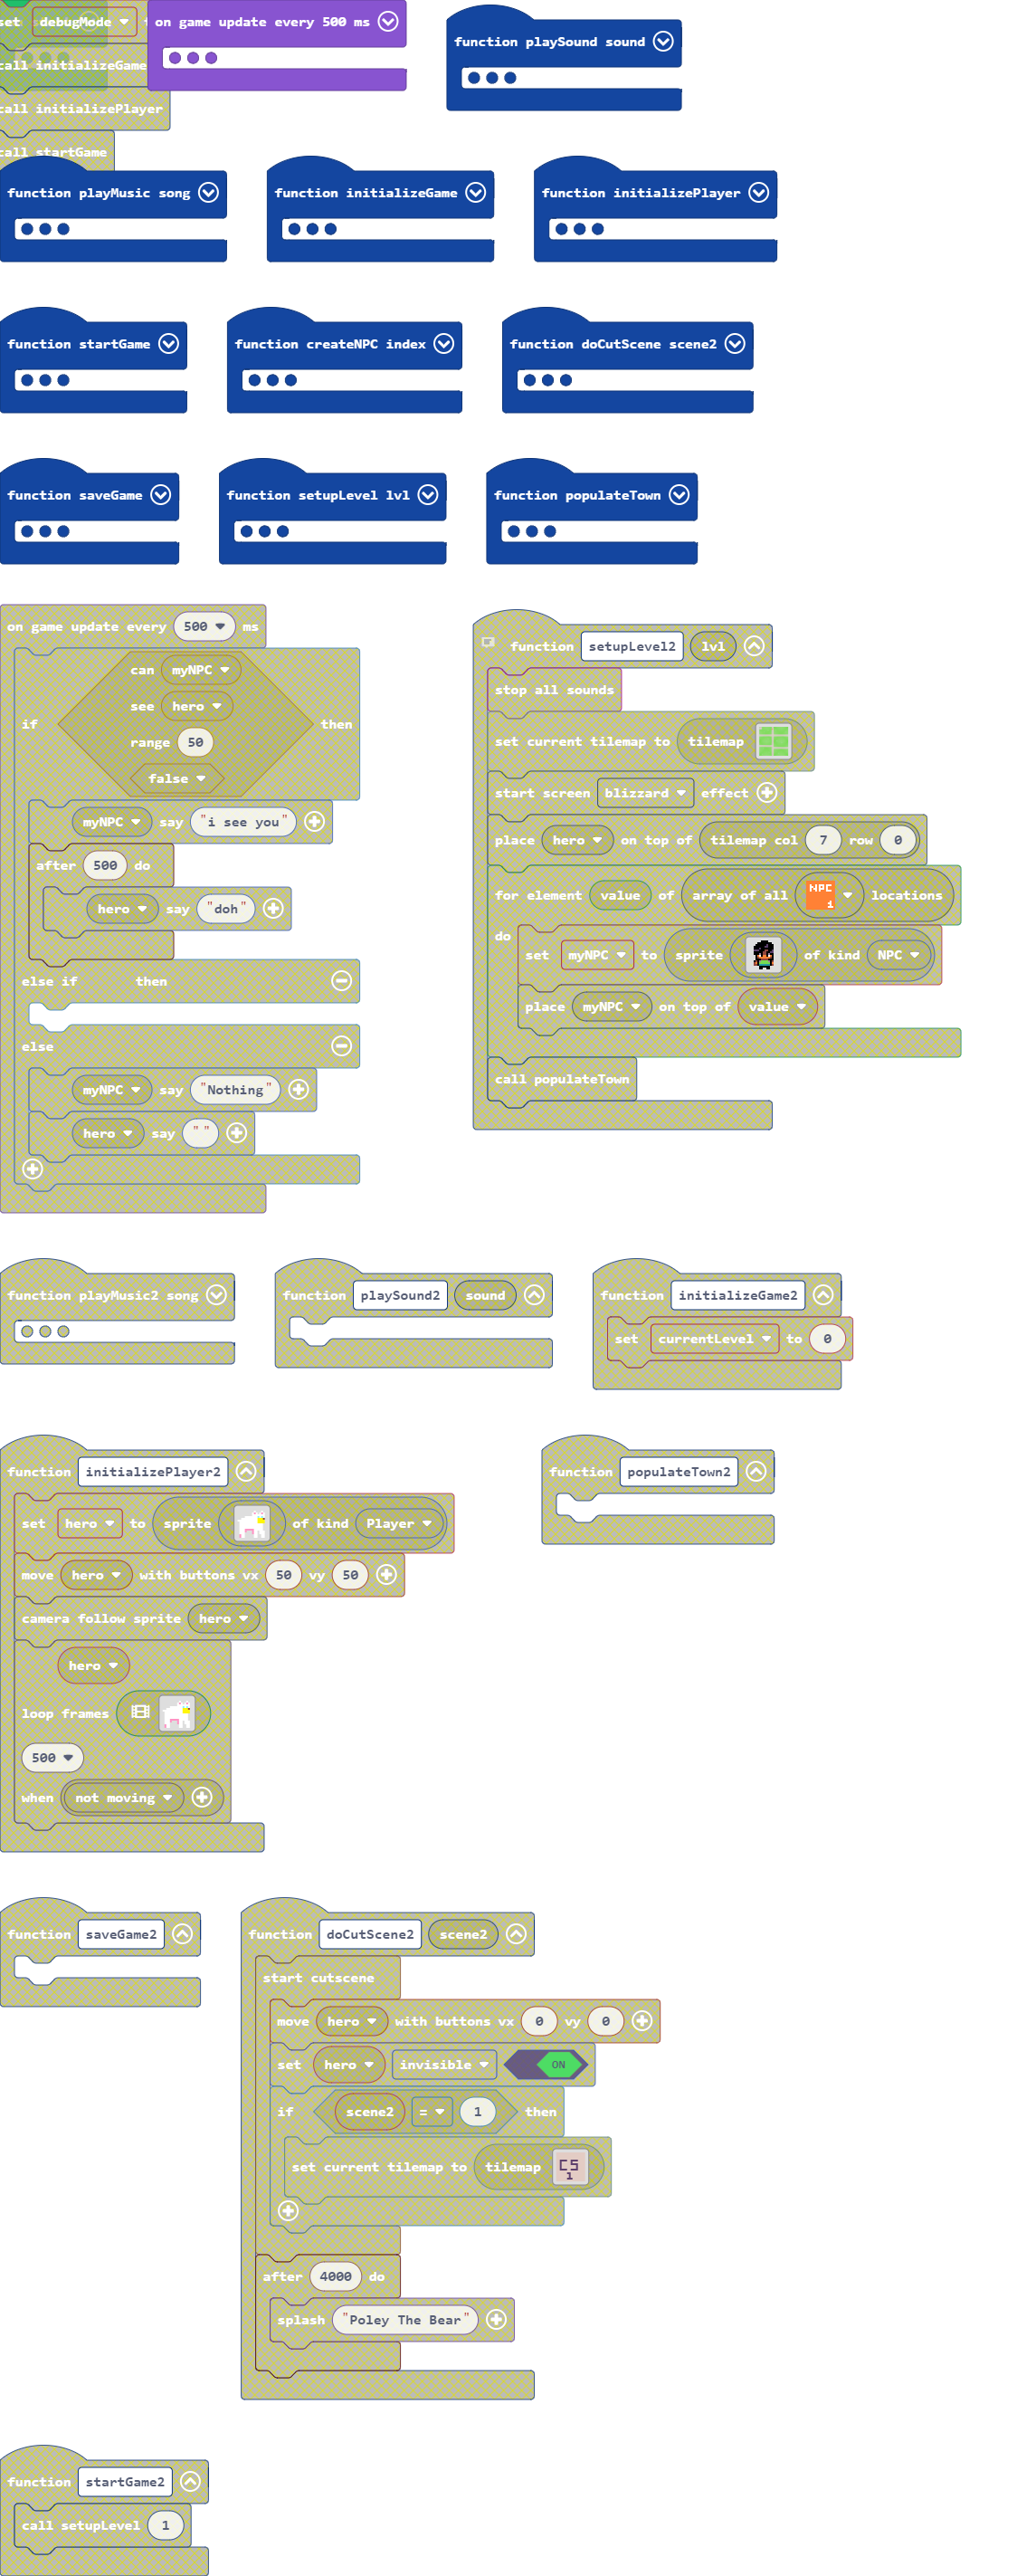 set debugMode
on game update every 500 ms
function playSound sound
call initializeGame
call initializePlayer
call startGame
function playMusic song
function initializeGame
function initializePlayer
function startGame
function createNPC index
function doCutScene scene2
function saveGame
function setupLevel lvl
function populateTown
on game update every 500 ms
if can myNPC
see hero
range 50
false
then
myNPC say "i see you"
after 500 do
hero say "doh"
else if then
else
myNPC say "Nothing"
hero say " "
function setupLevel2 lvl
stop all sounds
set current tilemap to tilemap
start screen blizzard effect
place hero on top of tilemap col 7 row 0
for element value of array of all NPC 1 locations
do
set myNPC to sprite of kind NPC
place myNPC on top of value
call populateTown
function playMusic2 song
function playSound2 sound
function initializeGame2
set currentLevel to 0
function initializePlayer2
set hero to sprite of kind Player
move hero with buttons vx 50 vy 50
camera follow sprite hero
hero
loop frames
500
when not moving
function populateTown2
function saveGame2
function doCutScene2 scene2
start cutscene
move hero with buttons vx 0 vy 0
set hero invisible ON
if scene2 = 1 then
set current tilemap to tilemap CS 1
after 4000 do
splash "Poley The Bear"
function startGame2
call setupLevel 1